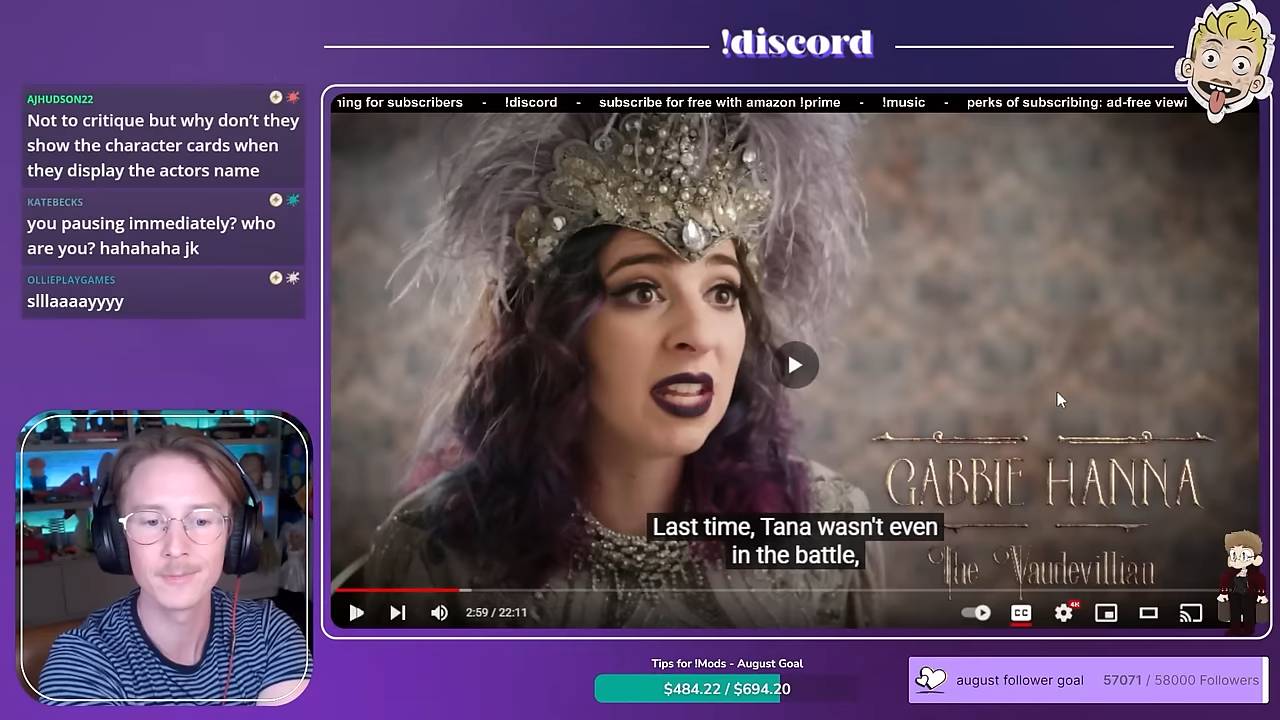 !discord
ning for subscribers - !discord - subscribe for free with amazon !prime - !music - perks of subscribing: ad-free viewi
AJHUDSON22
Not to critique but why don't they
show the character cards when
they display the actors name
KATEBECKS
you pausing immediately? who
are you? hahahaha jk
OLLIEPLAYGAMES
slllaaaayyyy
GABBIE HANNA
The Vaudevillian
Last time, Tana wasn't even
in the battle,
2:59 / 22:11
CC
4K
Tips for !Mods - August Goal
$484.22 / $694.20
august follower goal 57071 / 58000 Followers